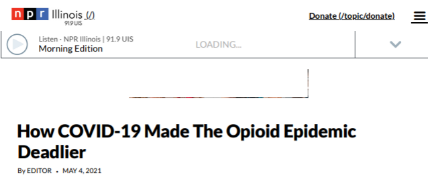 npr Illinois (/)
91.9 UIS
Donate (/topic/donate)
Listen - NPR Illinois | 91.9 UIS
Morning Edition
LOADING...
How COVID-19 Made The Opioid Epidemic
Deadlier
By EDITOR • MAY 4, 2021